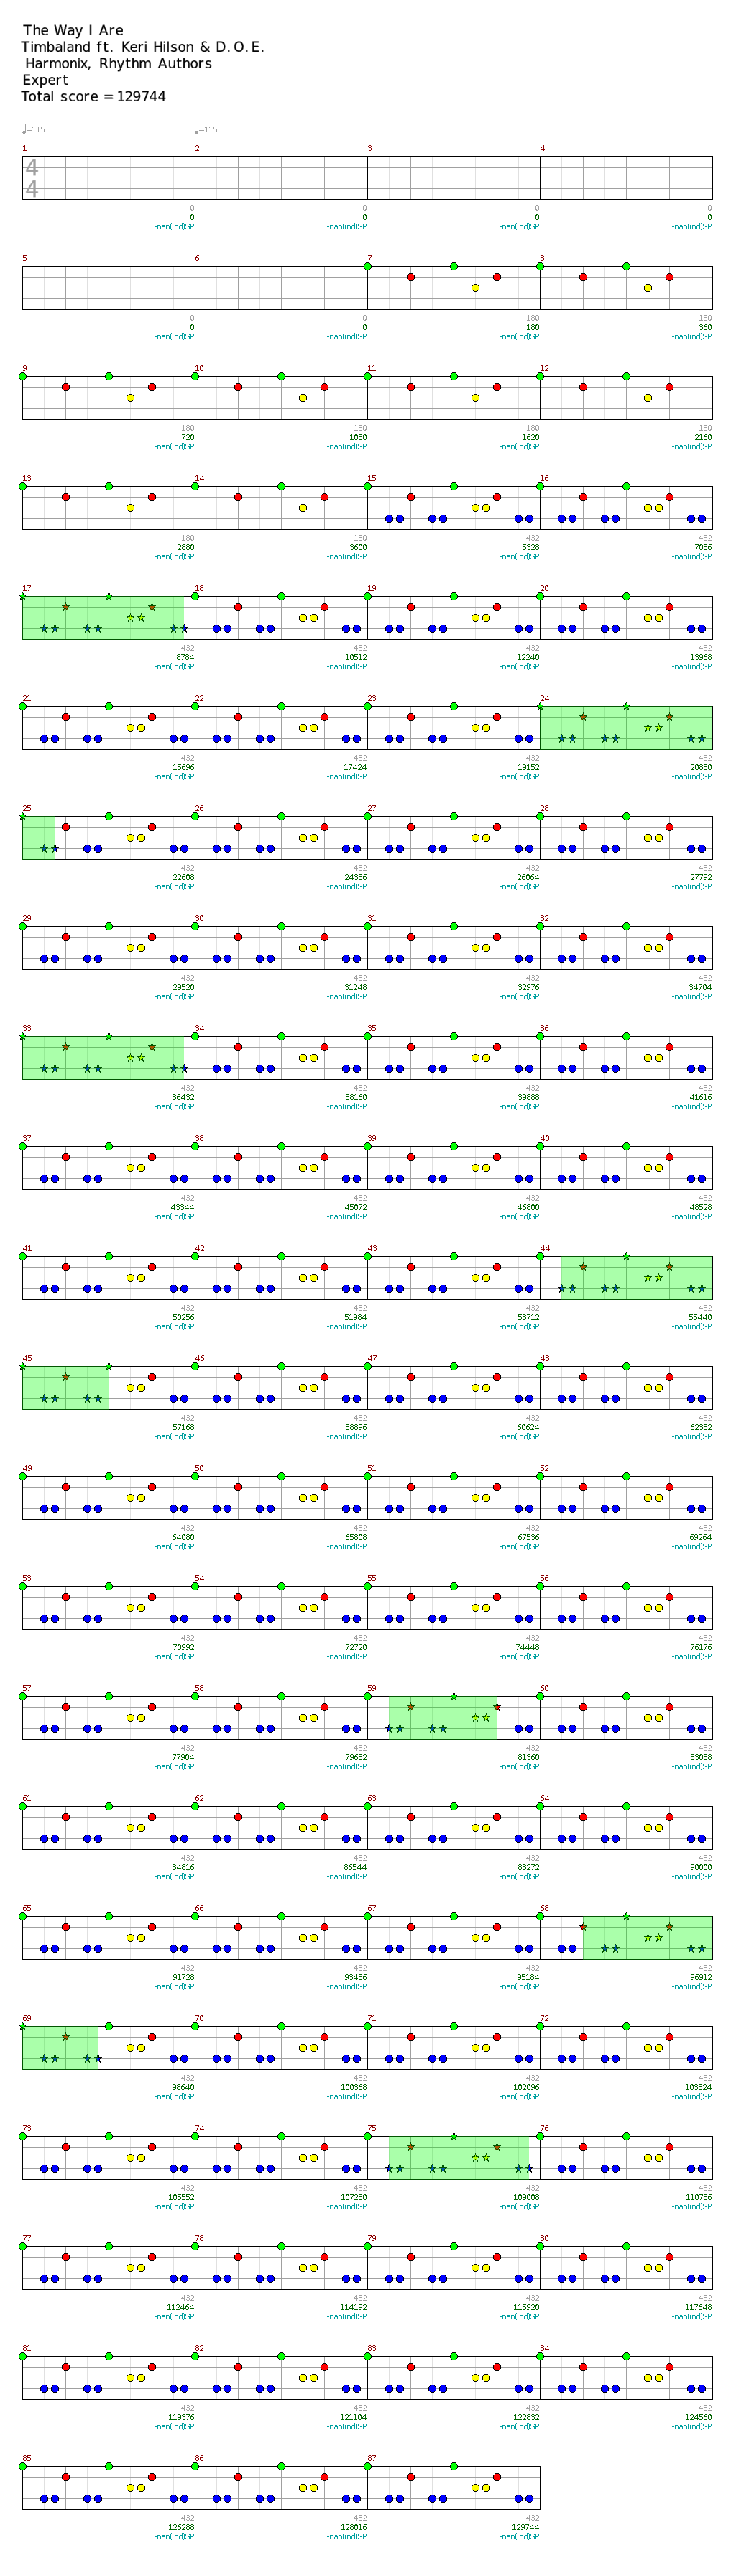 The Way I Are
Timbaland ft. Keri Hilson & D.O.E.
Harmonix, Rhythm Authors
Expert
Total score = 129744
♩=115 ♩=115
1 2 3 4
4
4
0 0 0 0
0 0 0 0
-nan(ind)SP -nan(ind)SP -nan(ind)SP -nan(ind)SP
5 6 7 8
0 0 180 180
0 0 180 360
-nan(ind)SP -nan(ind)SP -nan(ind)SP -nan(ind)SP
9 10 11 12
180 180 180 180
720 1080 1620 2160
-nan(ind)SP -nan(ind)SP -nan(ind)SP -nan(ind)SP
13 14 15 16
180 180 432 432
2880 3600 5328 7056
-nan(ind)SP -nan(ind)SP -nan(ind)SP -nan(ind)SP
17 18 19 20
432 432 432 432
8784 10512 12240 13968
-nan(ind)SP -nan(ind)SP -nan(ind)SP -nan(ind)SP
21 22 23 24
432 432 432 432
15696 17424 19152 20880
-nan(ind)SP -nan(ind)SP -nan(ind)SP -nan(ind)SP
25 26 27 28
432 432 432 432
22608 24336 26064 27792
-nan(ind)SP -nan(ind)SP -nan(ind)SP -nan(ind)SP
29 30 31 32
432 432 432 432
29520 31248 32976 34704
-nan(ind)SP -nan(ind)SP -nan(ind)SP -nan(ind)SP
33 34 35 36
432 432 432 432
36432 38160 39888 41616
-nan(ind)SP -nan(ind)SP -nan(ind)SP -nan(ind)SP
37 38 39 40
432 432 432 432
43344 45072 46800 48528
-nan(ind)SP -nan(ind)SP -nan(ind)SP -nan(ind)SP
41 42 43 44
432 432 432 432
50256 51984 53712 55440
-nan(ind)SP -nan(ind)SP -nan(ind)SP -nan(ind)SP
45 46 47 48
432 432 432 432
57168 58896 60624 62352
-nan(ind)SP -nan(ind)SP -nan(ind)SP -nan(ind)SP
49 50 51 52
432 432 432 432
64080 65808 67536 69264
-nan(ind)SP -nan(ind)SP -nan(ind)SP -nan(ind)SP
53 54 55 56
432 432 432 432
70992 72720 74448 76176
-nan(ind)SP -nan(ind)SP -nan(ind)SP -nan(ind)SP
57 58 59 60
432 432 432 432
77904 79632 81360 83088
-nan(ind)SP -nan(ind)SP -nan(ind)SP -nan(ind)SP
61 62 63 64
432 432 432 432
84816 86544 88272 90000
-nan(ind)SP -nan(ind)SP -nan(ind)SP -nan(ind)SP
65 66 67 68
432 432 432 432
91728 93456 95184 96912
-nan(ind)SP -nan(ind)SP -nan(ind)SP -nan(ind)SP
69 70 71 72
432 432 432 432
98640 100368 102096 103824
-nan(ind)SP -nan(ind)SP -nan(ind)SP -nan(ind)SP
73 74 75 76
432 432 432 432
105552 107280 109008 110736
-nan(ind)SP -nan(ind)SP -nan(ind)SP -nan(ind)SP
77 78 79 80
432 432 432 432
112464 114192 115920 117648
-nan(ind)SP -nan(ind)SP -nan(ind)SP -nan(ind)SP
81 82 83 84
432 432 432 432
119376 121104 122832 124560
-nan(ind)SP -nan(ind)SP -nan(ind)SP -nan(ind)SP
85 86 87
432 432 432
126288 128016 129744
-nan(ind)SP -nan(ind)SP -nan(ind)SP